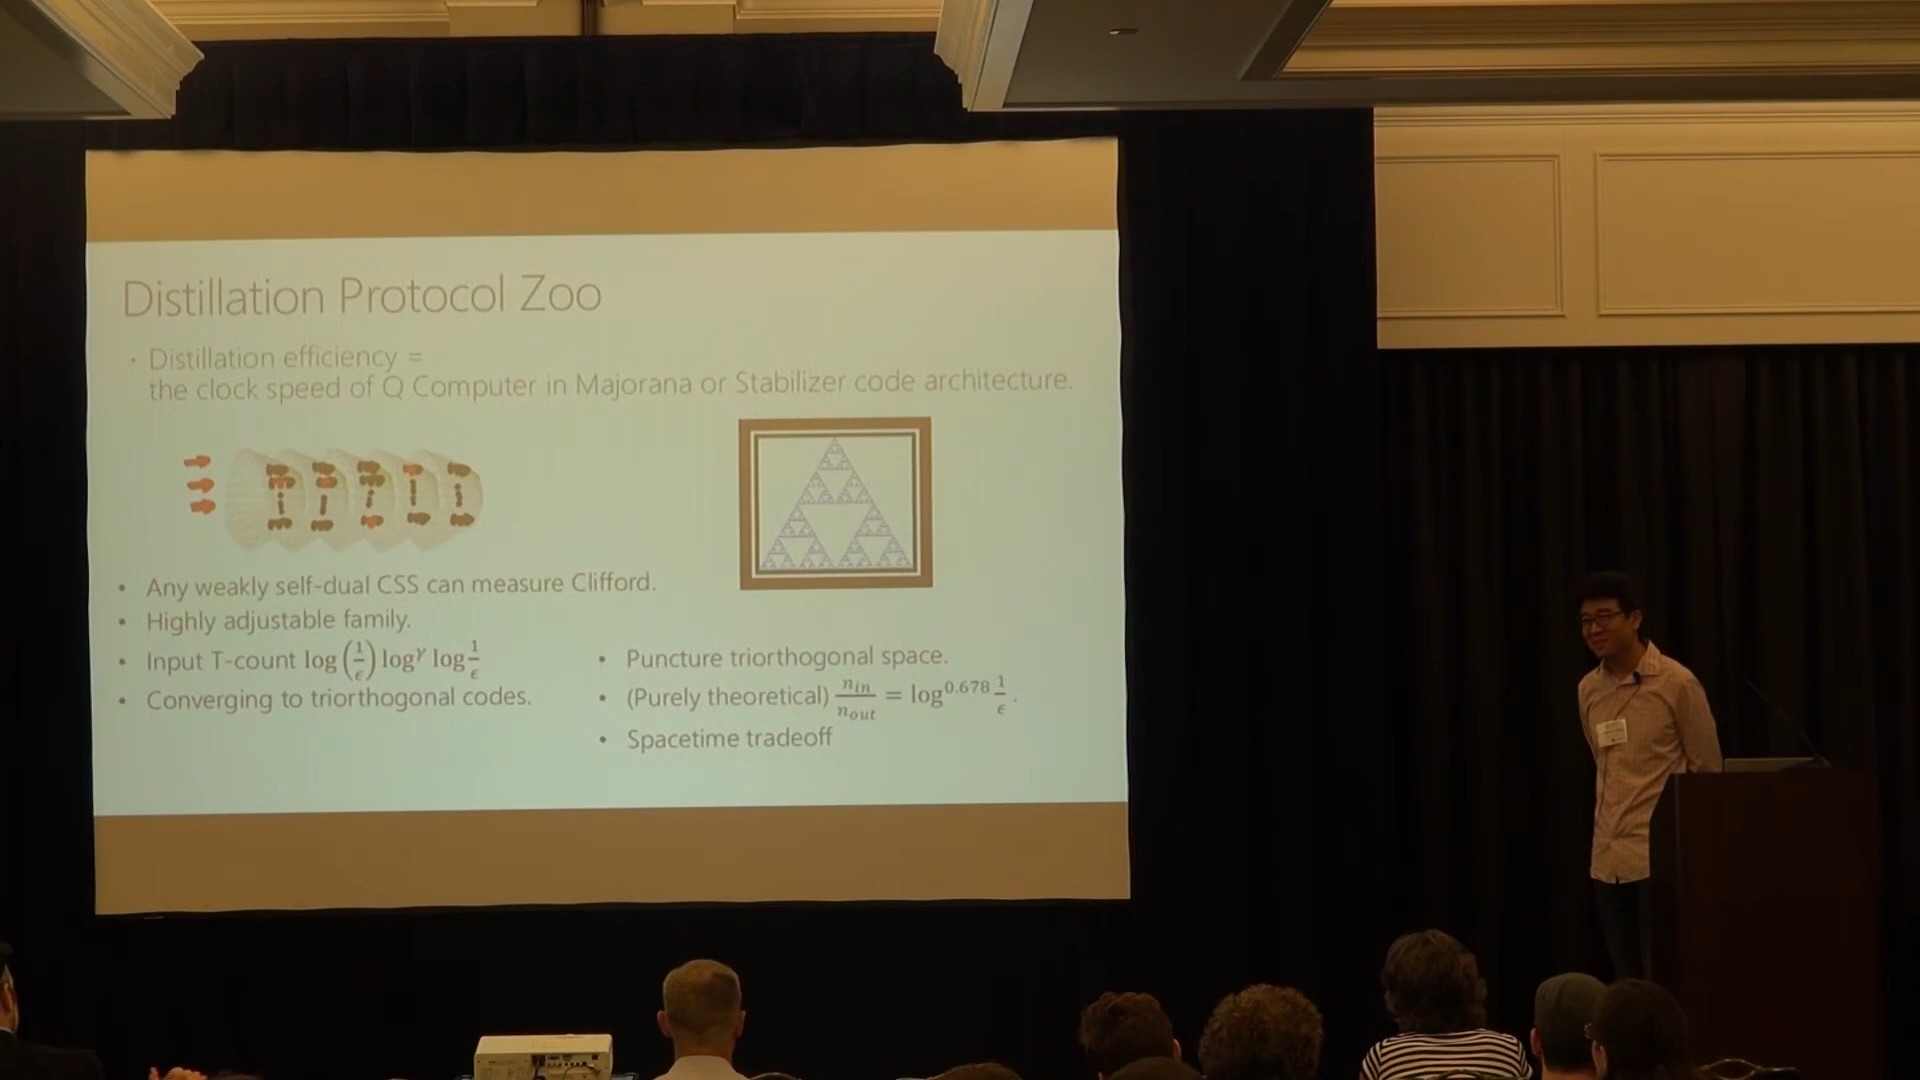 Distillation Protocol Zoo
· Distillation efficiency =
the clock speed of Q Computer in Majorana or Stabilizer code architecture.
• Any weakly self-dual CSS can measure Clifford.
• Highly adjustable family.
• Input T-count log(1/ϵ) log^γ log 1/ϵ
• Converging to triorthogonal codes.
• Puncture triorthogonal space.
• (Purely theoretical) n_in/n_out = log^0.678 1/ϵ.
• Spacetime tradeoff